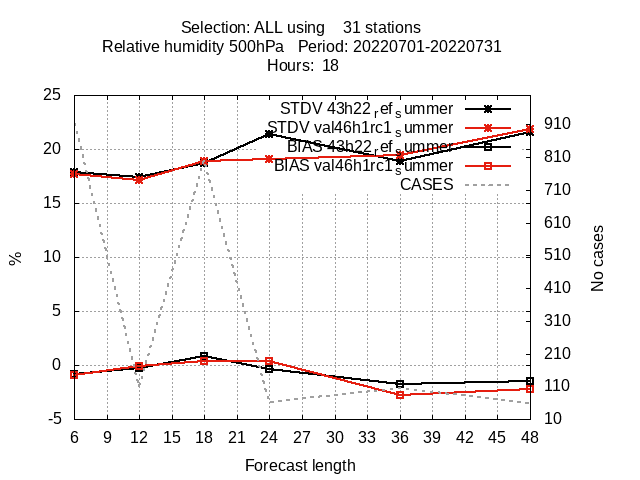 Selection: ALL using    31 stations
Relative humidity 500hPa   Period: 20220701-20220731
Hours:  18
STDV 43h22ref_summer
STDV val46h1rc1_summer
BIAS 43h22ref_summer
BIAS val46h1rc1_summer
CASES
25
20
15
10
5
0
-5
%
910
810
710
610
510
410
310
210
110
10
No cases
6 9 12 15 18 21 24 27 30 33 36 39 42 45 48
Forecast length